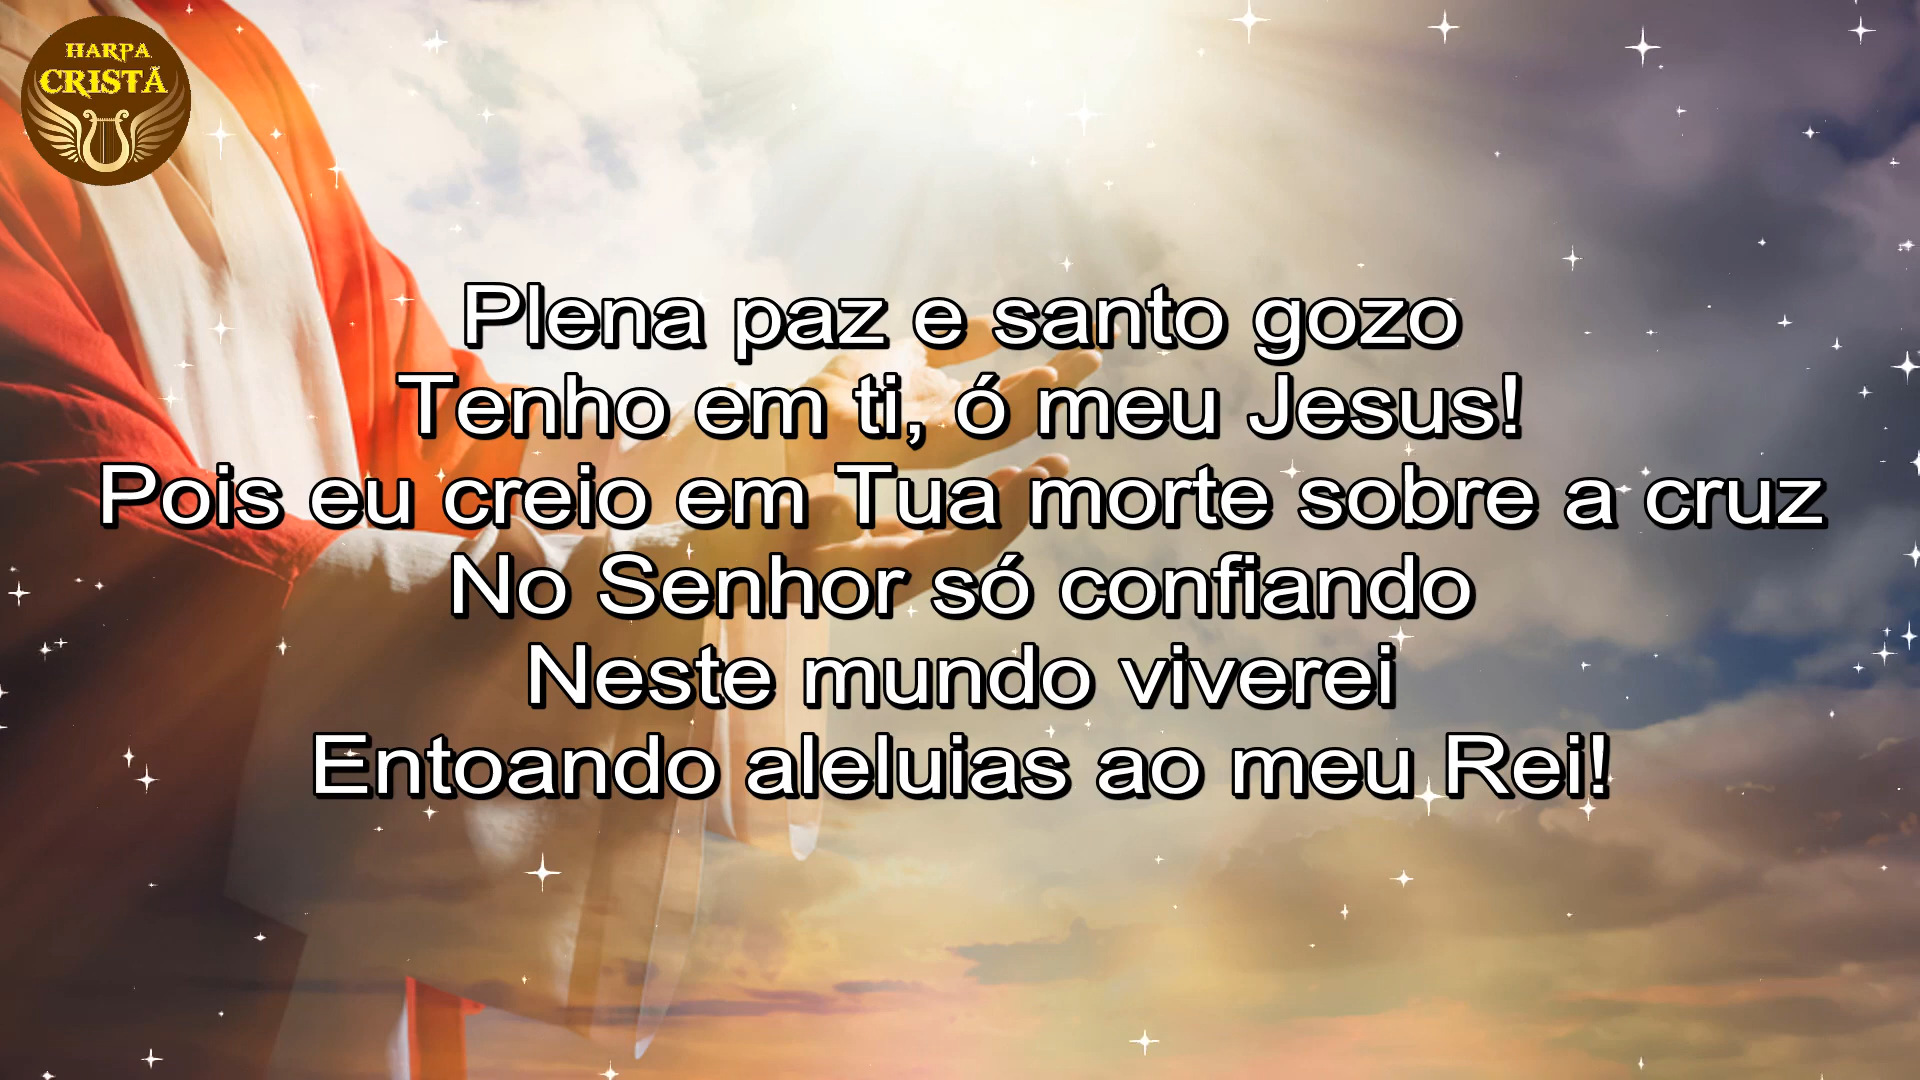 HARPA
CRISTÃ
Plena paz e santo gozo
Tenho em ti, ó meu Jesus!
Pois eu creio em Tua morte sobre a cruz
No Senhor só confiando
Neste mundo viverei
Entoando aleluias ao meu Rei!